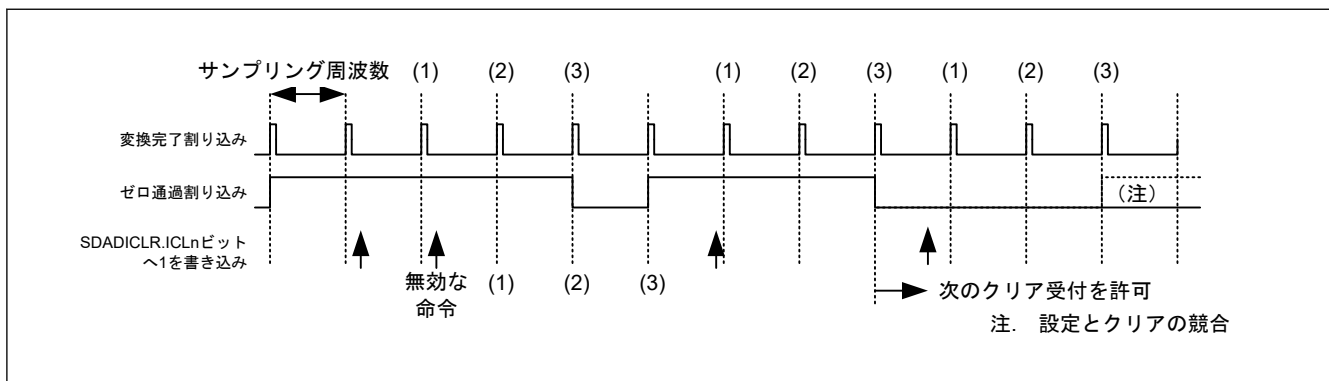 サンプリング周波数 (1) (2) (3) (1) (2) (3) (1) (2) (3)
変換完了割り込み
ゼロ通過割り込み
（注）
SDADICLR.ICLnビット
へ1を書き込み
無効な
命令
(1) (2) (3)
次のクリア受付を許可
注. 設定とクリアの競合